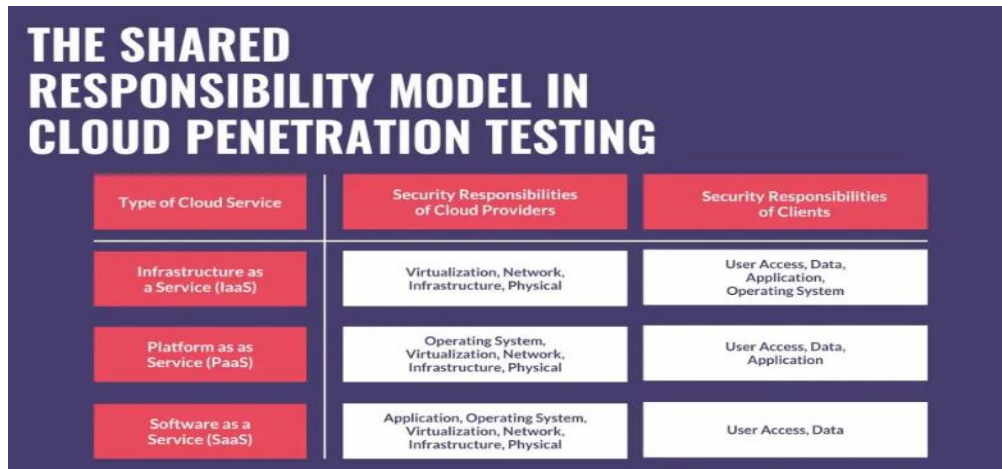 THE SHARED
RESPONSIBILITY MODEL IN
CLOUD PENETRATION TESTING
Type of Cloud Service
Security Responsibilities
of Cloud Providers
Security Responsibilities
of Clients
Infrastructure as
a Service (IaaS)
Virtualization, Network,
Infrastructure, Physical
User Access, Data,
Application,
Operating System
Platform as as
Service (PaaS)
Operating System,
Virtualization, Network,
Infrastructure, Physical
User Access, Data,
Application
Software as a
Service (SaaS)
Application, Operating System,
Virtualization, Network,
Infrastructure, Physical
User Access, Data